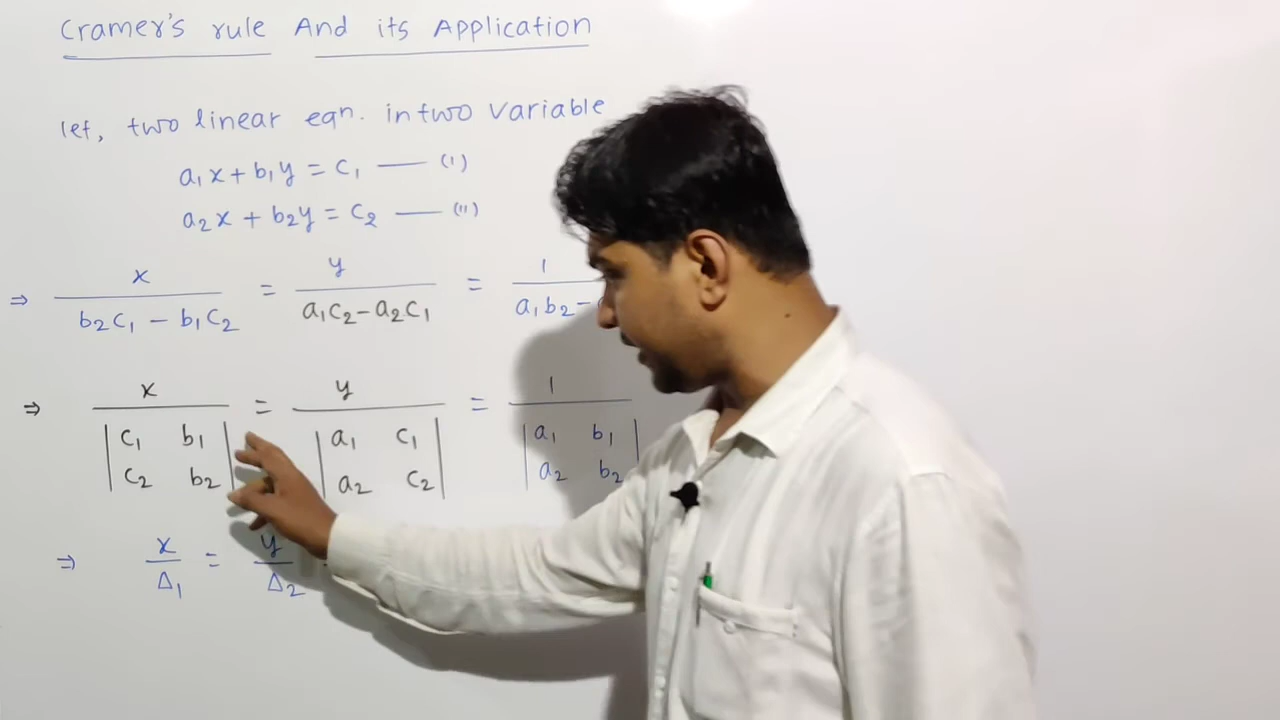 Cramer's rule And its Application
let, two linear eqn. in two variable
a₁x + b₁y = c₁ —— (i)
a₂x + b₂y = c₂ —— (ii)
⇒ x / (b₂c₁ − b₁c₂) = y / (a₁c₂ − a₂c₁) = 1 / (a₁b₂ −
⇒ x / |c₁ b₁ ; c₂ b₂| = y / |a₁ c₁ ; a₂ c₂| = 1 / |a₁ b₁ ; a₂ b₂|
⇒ x / Δ₁ = y / Δ₂